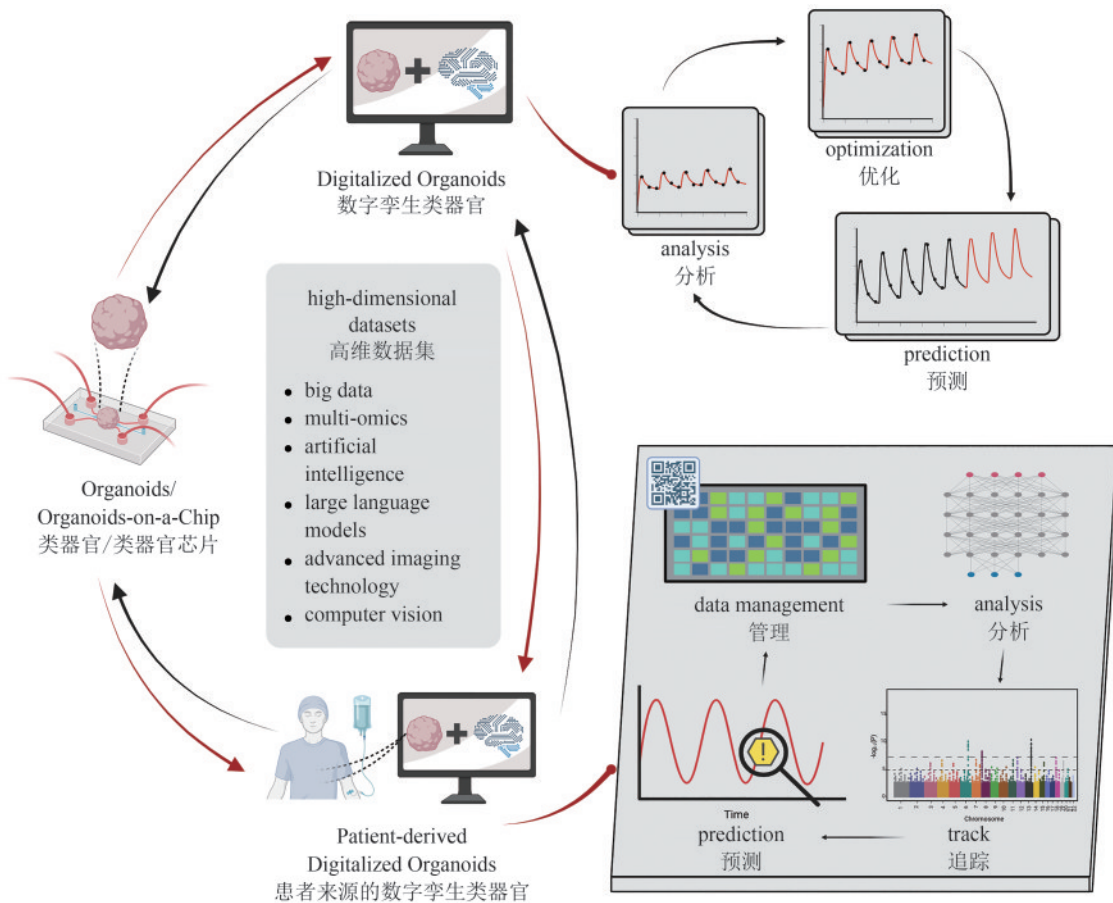 Digitalized Organoids
数字孪生类器官
optimization
优化
analysis
分析
prediction
预测
high-dimensional
datasets
高维数据集
• big data
• multi-omics
• artificial
intelligence
• large language
models
• advanced imaging
technology
• computer vision
Organoids/
Organoids-on-a-Chip
类器官/类器官芯片
Patient-derived
Digitalized Organoids
患者来源的数字孪生类器官
data management
管理
analysis
分析
Time
prediction
预测
!
-log₁₀(P)
Chromosome
track
追踪